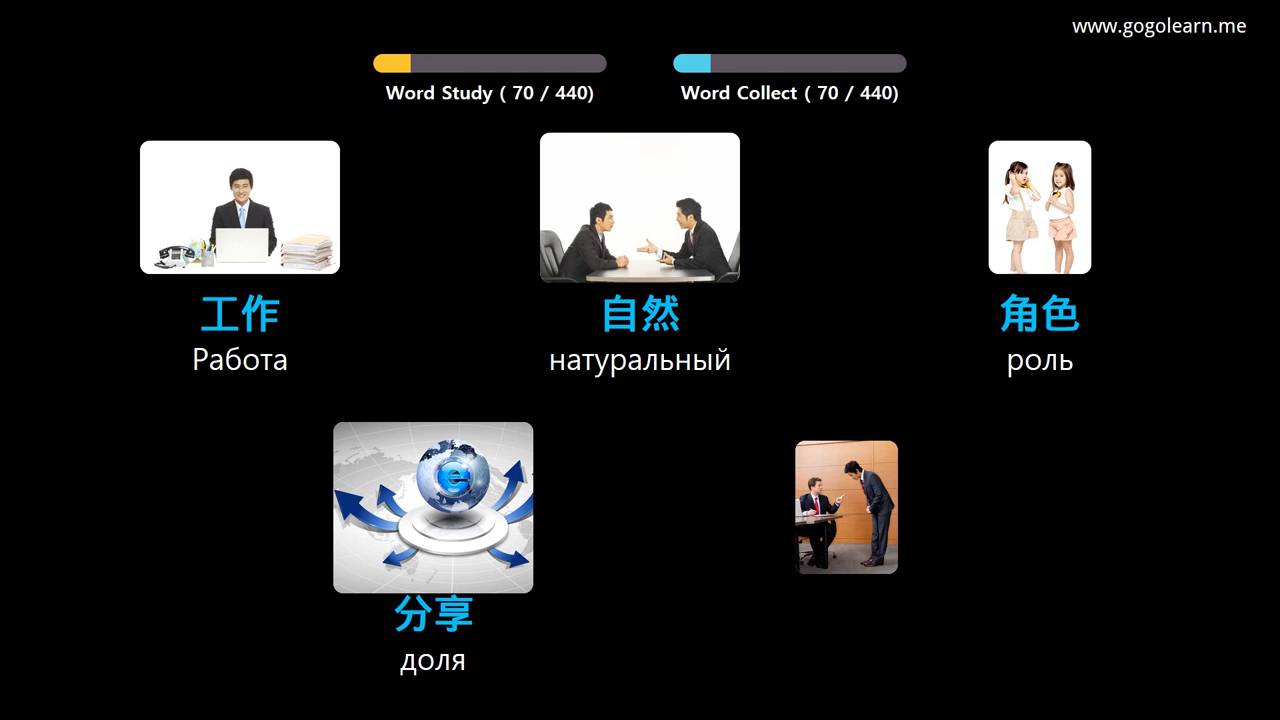 www.gogolearn.me
Word Study ( 70 / 440)
Word Collect ( 70 / 440)
工作
Работа
自然
натуральный
角色
роль
e
分享
доля